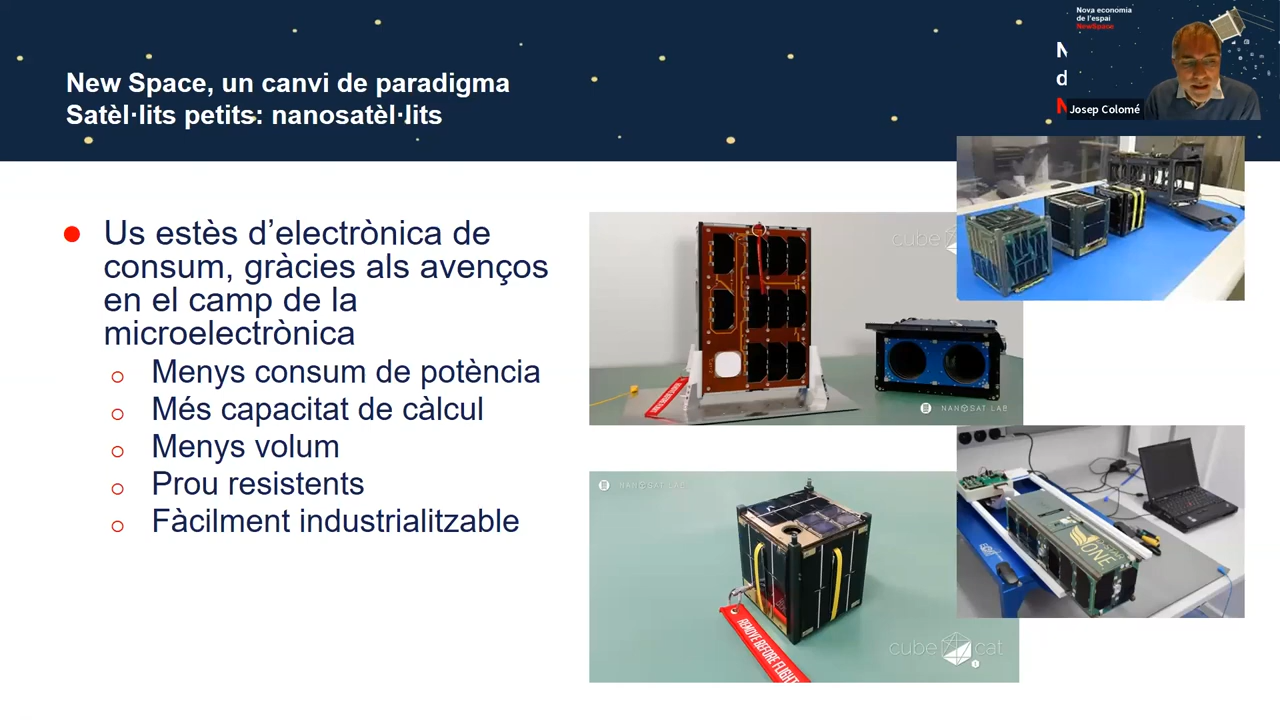 New Space, un canvi de paradigma
Satèl·lits petits: nanosatèl·lits
Nova economia
de l'espai
NewSpace
N
d
N
Josep Colomé
Us estès d'electrònica de
consum, gràcies als avenços
en el camp de la
microelectrònica
Menys consum de potència
Més capacitat de càlcul
Menys volum
Prou resistents
Fàcilment industrialitzable
cube
NANOSAT LAB
NANOSAT LAB
REMOVE BEFORE FLIGHT
cube cat
ONE